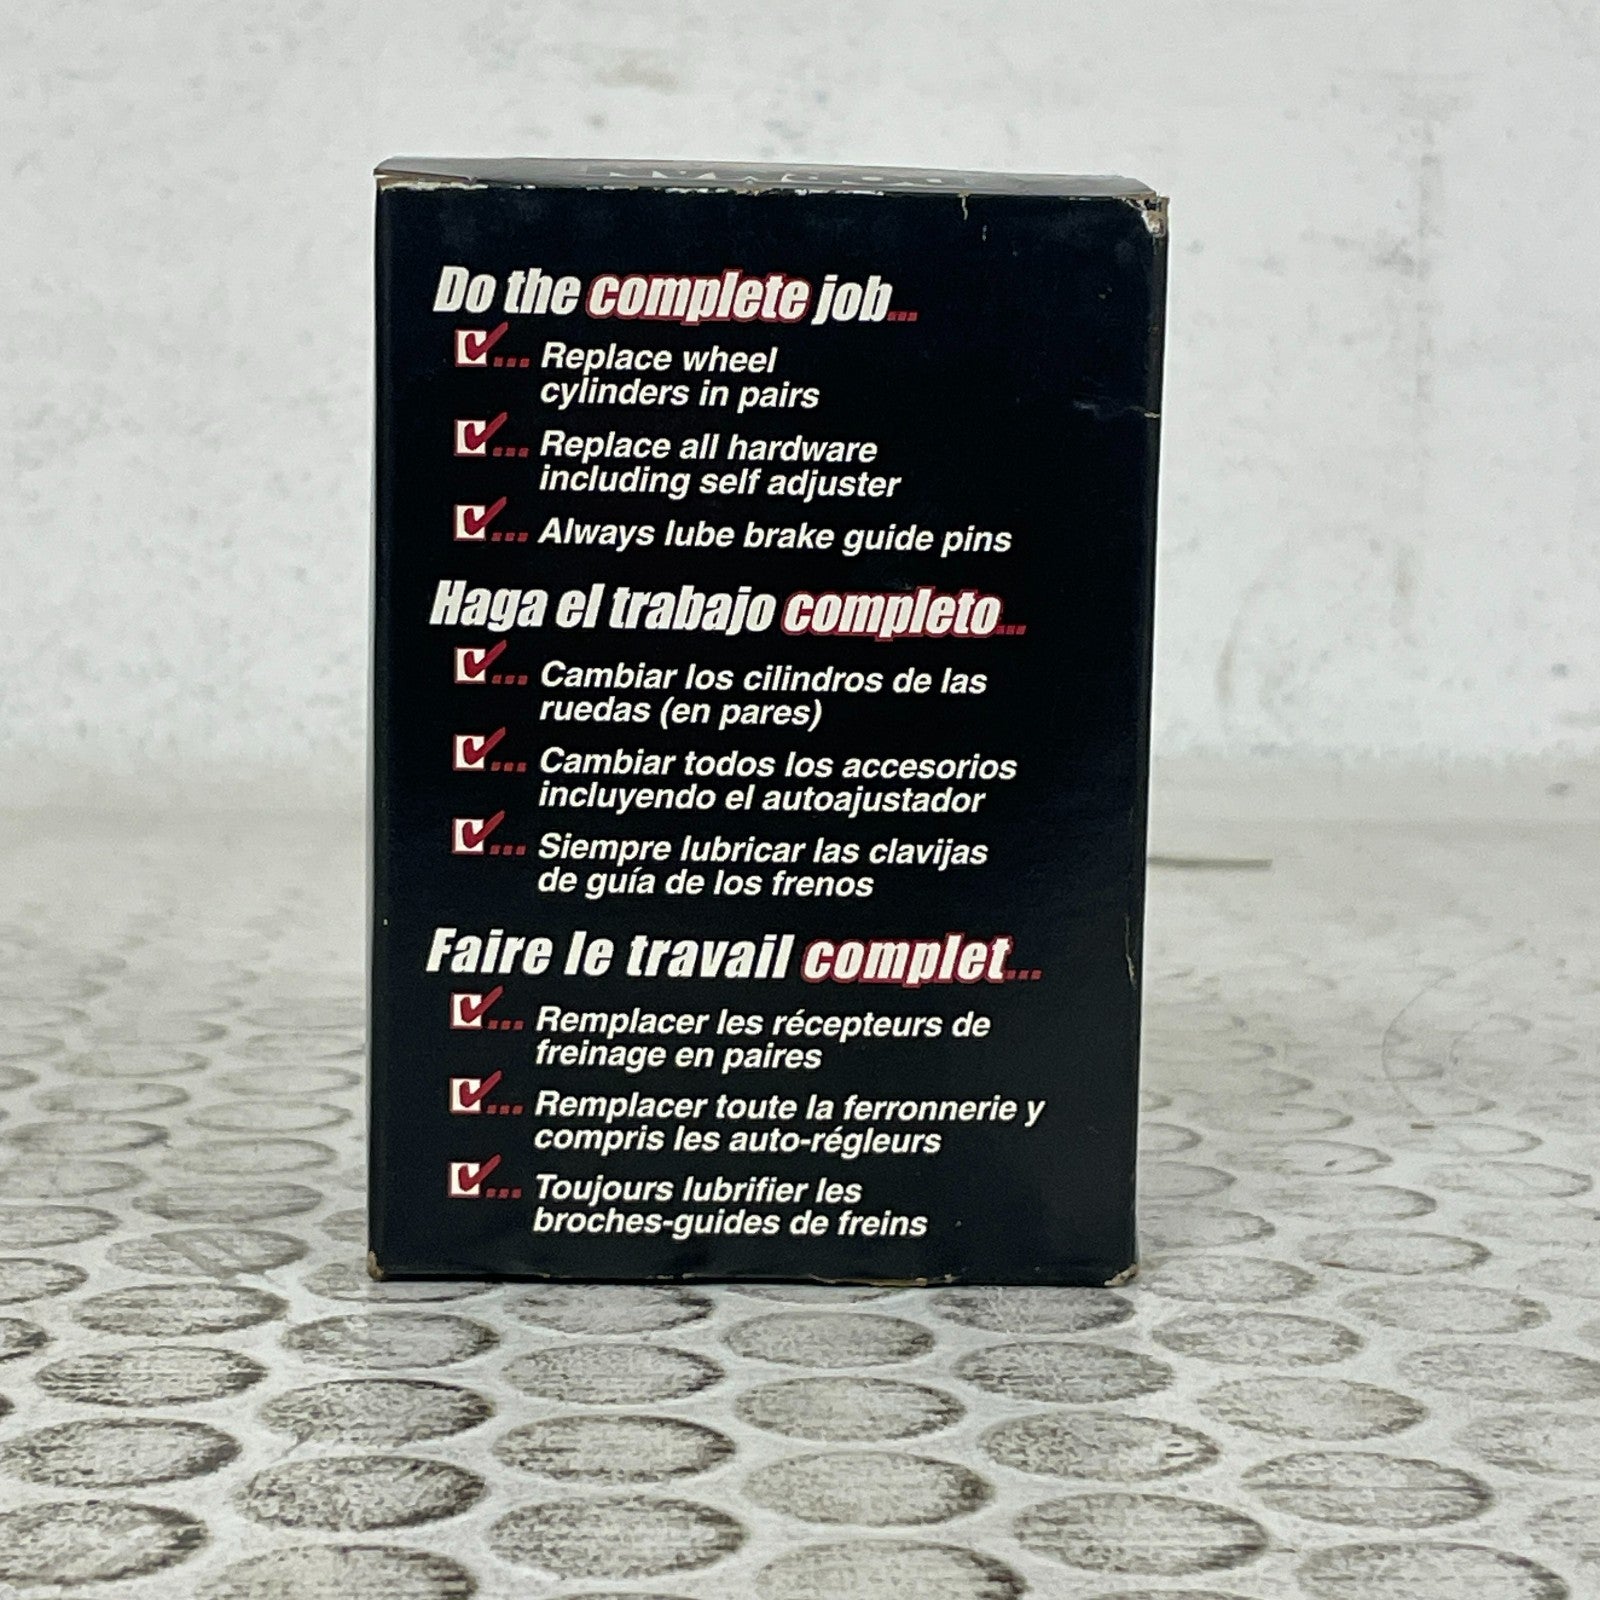 Do the complete job...
... Replace wheel
cylinders in pairs
... Replace all hardware
including self adjuster
... Always lube brake guide pins
Haga el trabajo completo...
... Cambiar los cilindros de las
ruedas (en pares)
... Cambiar todos los accesorios
incluyendo el autoajustador
... Siempre lubricar las clavijas
de guía de los frenos
Faire le travail complet...
... Remplacer les récepteurs de
freinage en paires
... Remplacer toute la ferronnerie y
compris les auto-régleurs
... Toujours lubrifier les
broches-guides de freins